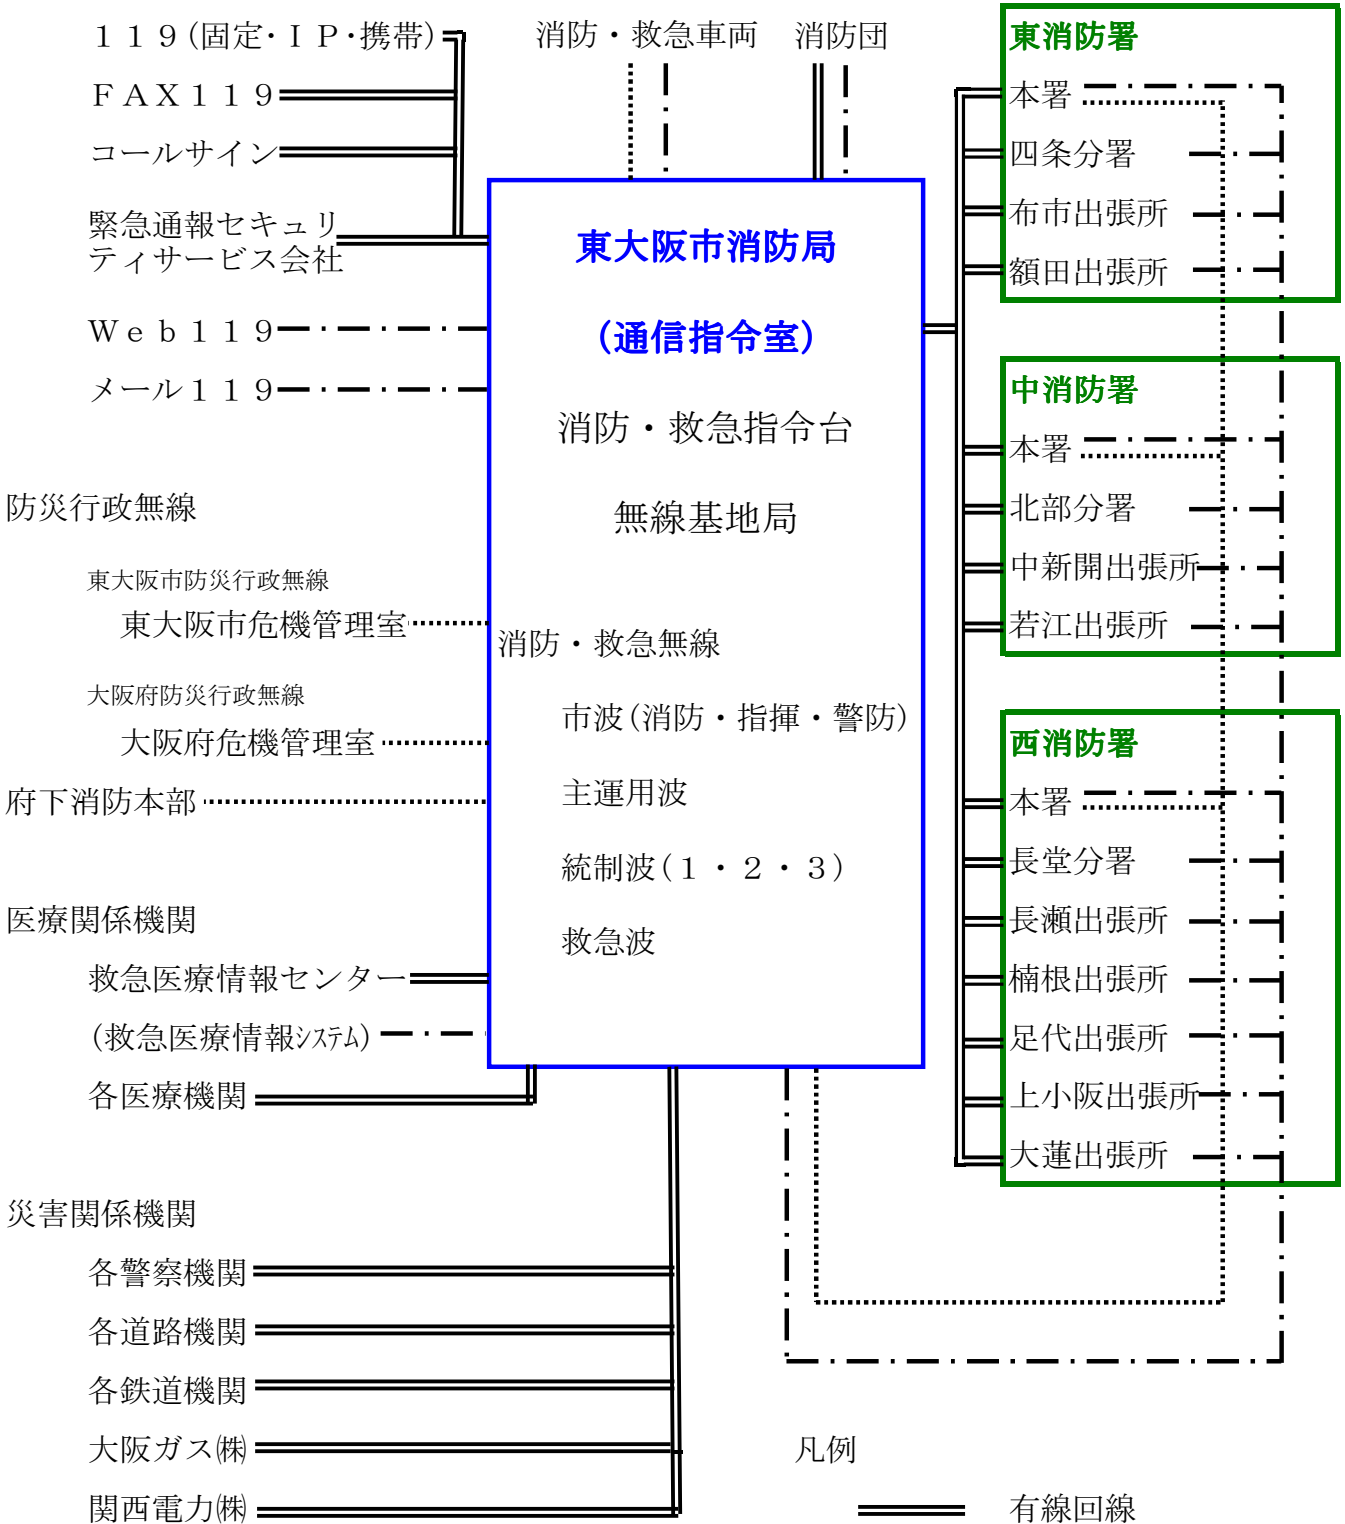 １１９(固定･ＩＰ･携帯)
ＦＡＸ１１９
コールサイン
緊急通報セキュリ
ティサービス会社
Ｗｅｂ１１９
メール１１９
防災行政無線
東大阪市防災行政無線
東大阪市危機管理室
大阪府防災行政無線
大阪府危機管理室
府下消防本部
医療関係機関
救急医療情報センター
(救急医療情報ｼｽﾃﾑ)
各医療機関
災害関係機関
各警察機関
各道路機関
各鉄道機関
大阪ガス㈱
関西電力㈱
消防・救急車両
消防団
東大阪市消防局
(通信指令室)
消防・救急指令台
無線基地局
消防・救急無線
市波(消防・指揮・警防)
主運用波
統制波(１・２・３)
救急波
東消防署
本署
四条分署
布市出張所
額田出張所
中消防署
本署
北部分署
中新開出張所
若江出張所
西消防署
本署
長堂分署
長瀬出張所
楠根出張所
足代出張所
上小阪出張所
大蓮出張所
凡例
有線回線